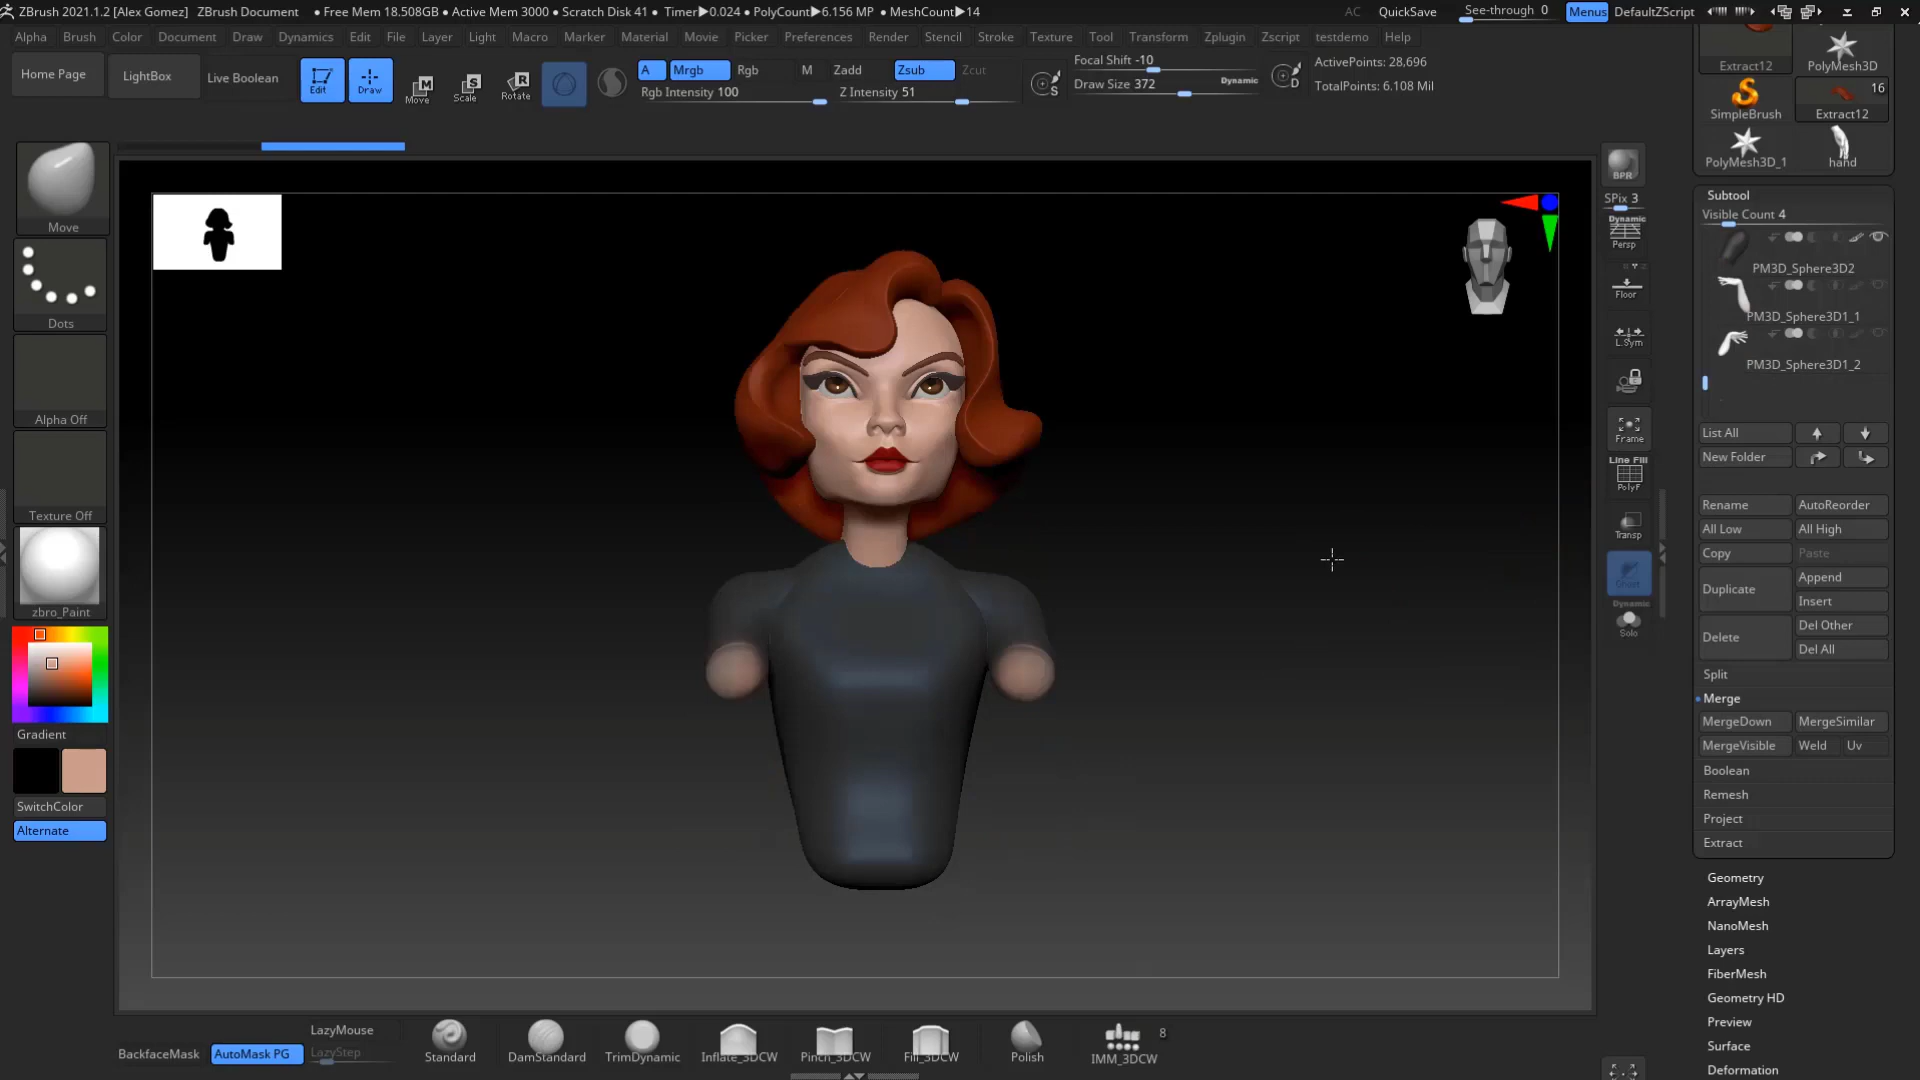 ZBrush 2021.1.2 [Alex Gomez] ZBrush Document • Free Mem 18.508GB • Active Mem 3000 • Scratch Disk 41 • Timer▶0.024 • PolyCount▶6.156 MP • MeshCount▶14 AC QuickSave See-through 0 Menus DefaultZScript
Alpha Brush Color Document Draw Dynamics Edit File Layer Light Macro Marker Material Movie Picker Preferences Render Stencil Stroke Texture Tool Transform Zplugin Zscript testdemo Help
Home Page LightBox Live Boolean Edit Draw Move Scale Rotate
A Mrgb Rgb M Zadd Zsub Zcut
Rgb Intensity 100 Z Intensity 51
Focal Shift -10
Draw Size 372 Dynamic
ActivePoints: 28,696
TotalPoints: 6.108 Mil
S
D
Move
Dots
Alpha Off
Texture Off
zbro_Paint
Gradient
SwitchColor
Alternate
BPR
SPix 3
Dynamic
Persp
Floor
L.Sym
Frame
Line Fill
PolyF
Transp
Ghost
Dynamic
Solo
Extract12 PolyMesh3D
16
SimpleBrush Extract12
PolyMesh3D_1 hand
Subtool
Visible Count 4
PM3D_Sphere3D2
PM3D_Sphere3D1_1
PM3D_Sphere3D1_2
List All
New Folder
Rename AutoReorder
All Low All High
Copy Paste
Duplicate Append
Insert
Delete Del Other
Del All
Split
Merge
MergeDown MergeSimilar
MergeVisible Weld Uv
Boolean
Remesh
Project
Extract
Geometry
ArrayMesh
NanoMesh
Layers
FiberMesh
Geometry HD
Preview
Surface
Deformation
BackfaceMask AutoMask PG
LazyMouse
LazyStep
Standard DamStandard TrimDynamic Inflate_3DCW Pinch_3DCW Fill_3DCW Polish IMM_3DCW
8